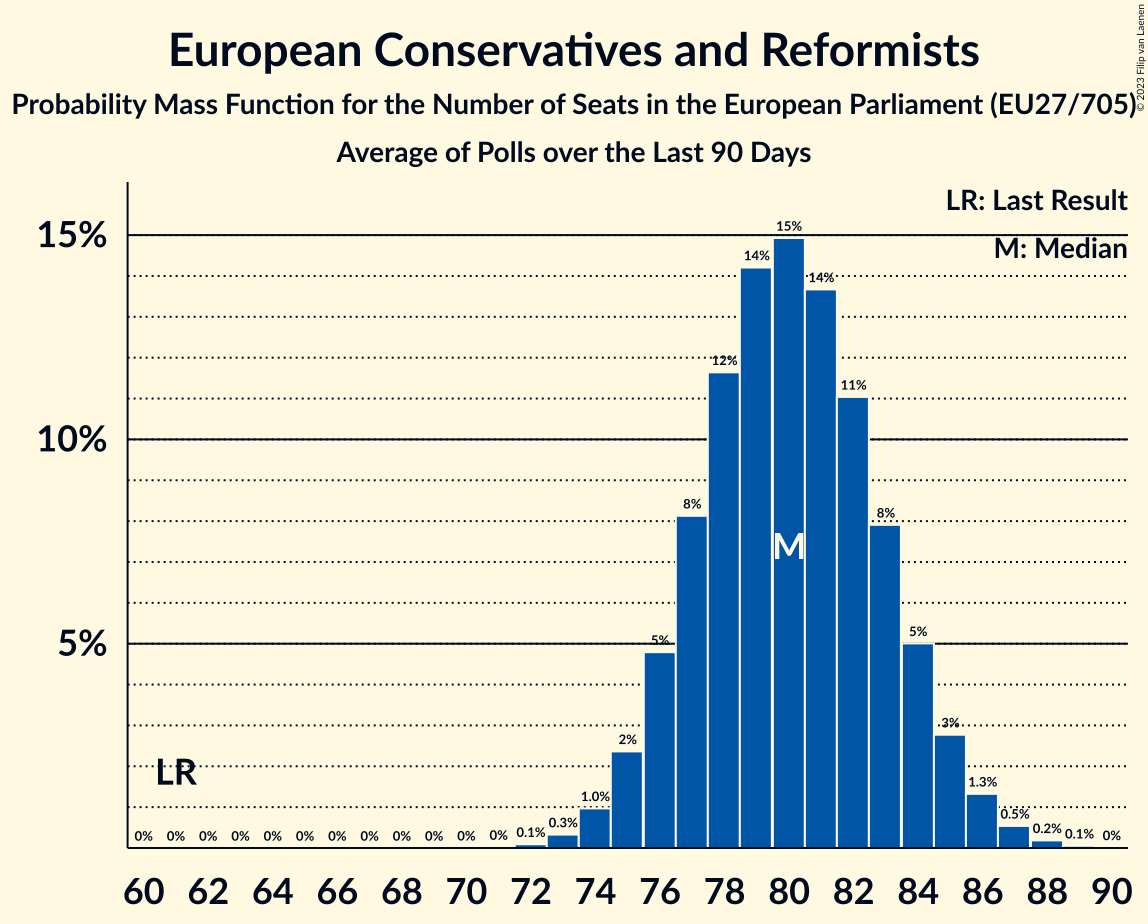 European Conservatives and Reformists
Probability Mass Function for the Number of Seats in the European Parliament (EU27/705)
Average of Polls over the Last 90 Days
© 2023 Filip van Laenen
LR: Last Result
M: Median
15%
10%
5%
0% 0% 0% 0% 0% 0% 0% 0% 0% 0% 0% 0% 0.1% 0.3% 1.0% 2% 5% 8% 12% 14% 15% 14% 11% 8% 5% 3% 1.3% 0.5% 0.2% 0.1% 0%
M
LR
60 62 64 66 68 70 72 74 76 78 80 82 84 86 88 90